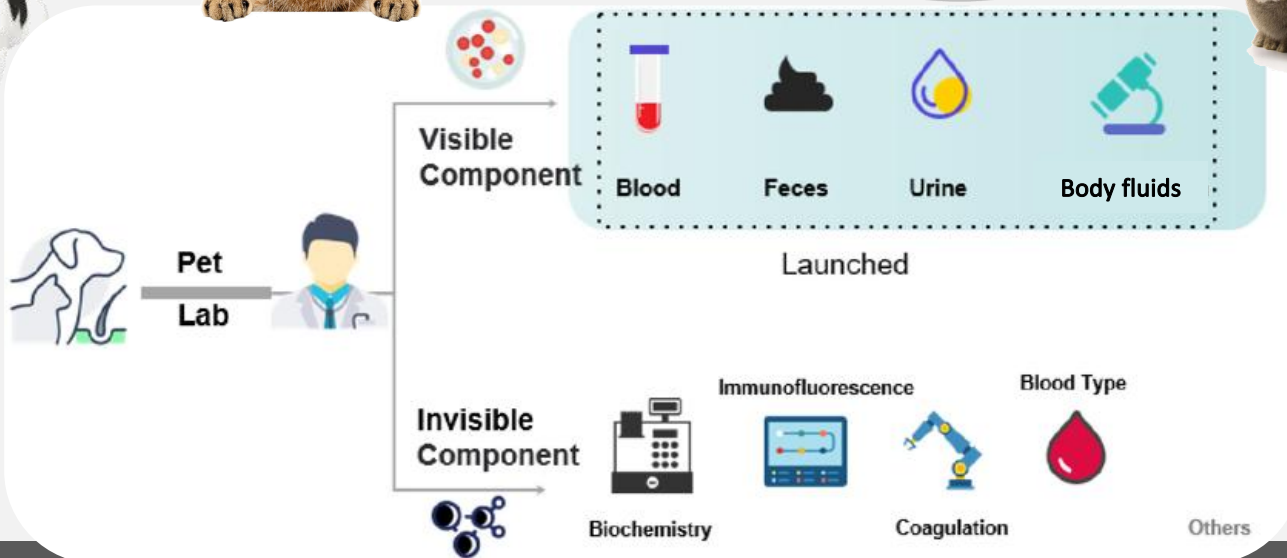 Visible
Component
Blood
Feces
Urine
Body fluids
Launched
Pet
Lab
Invisible
Component
Immunofluorescence
Blood Type
Biochemistry
Coagulation
Others